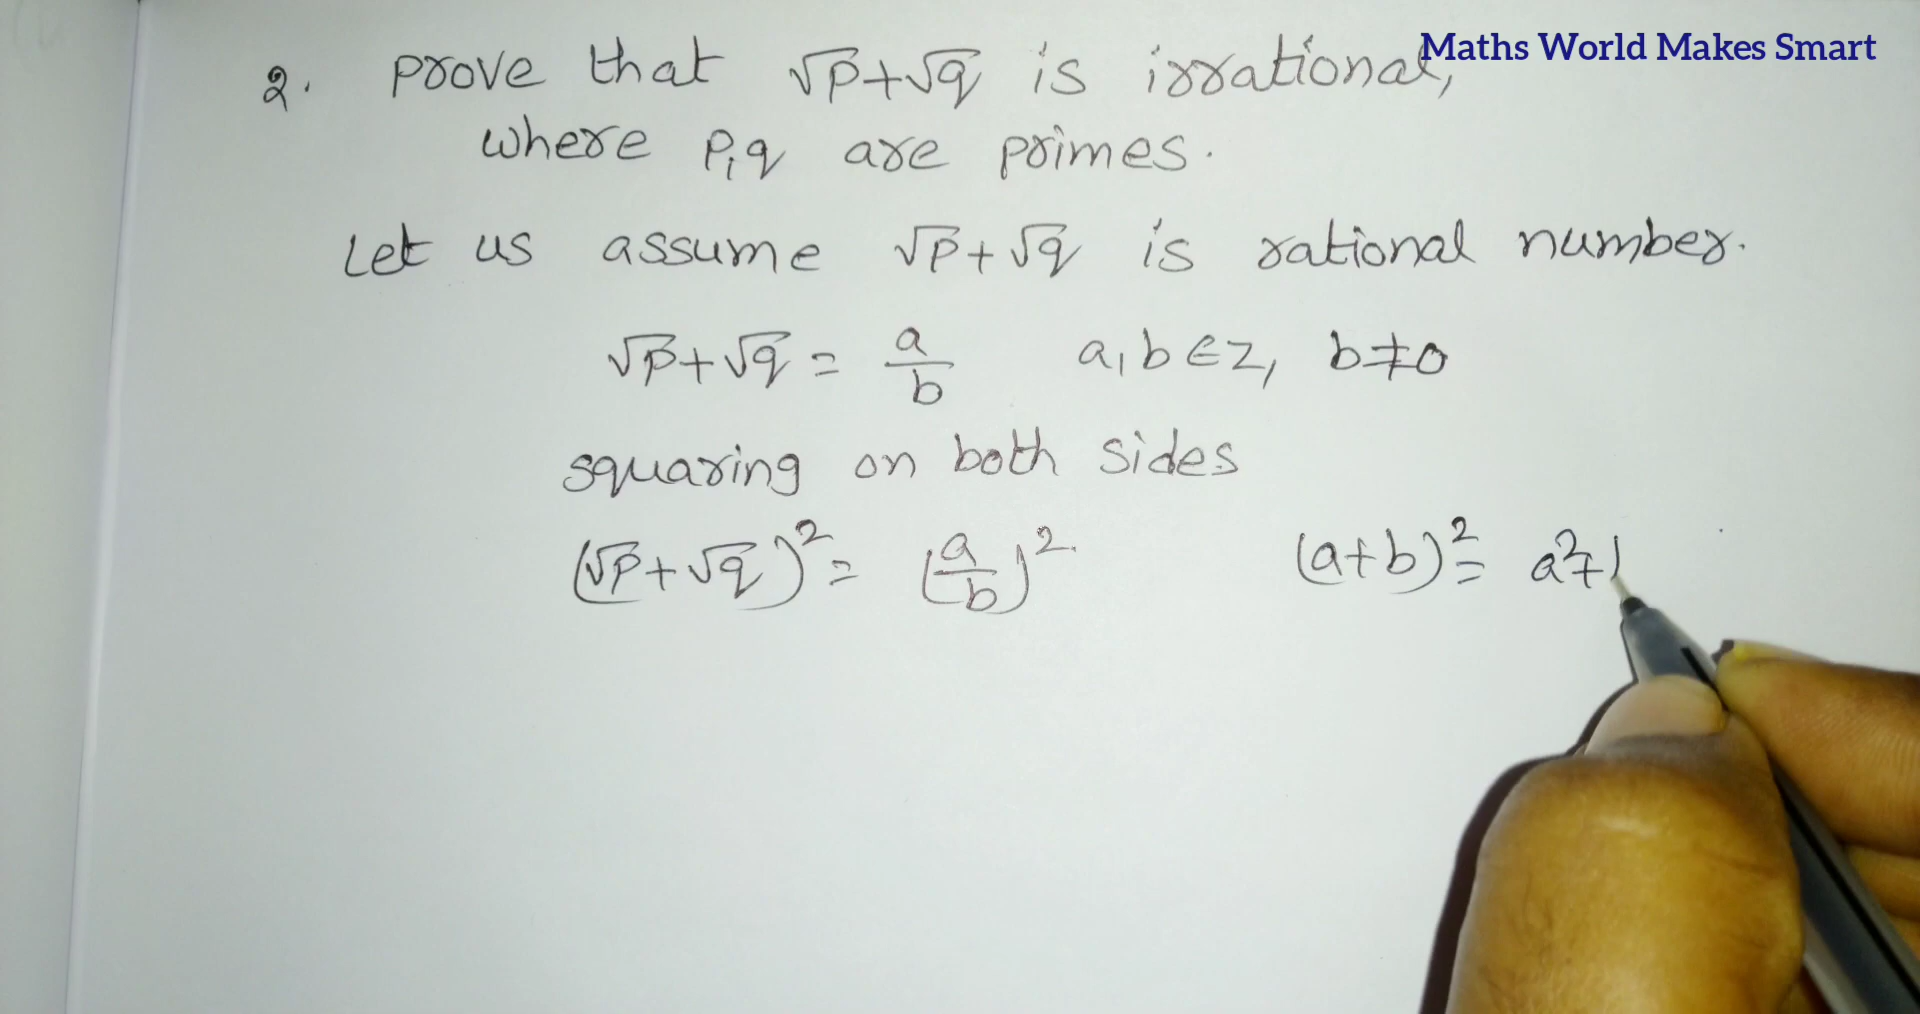 Maths World Makes Smart
2. prove that √p+√q is irrational,
where p,q are primes.
Let us assume √p+√q is rational number.
√p+√q = a/b a,b∈z, b≠0
squaring on both sides
(√p+√q)² = (a/b)². (a+b)² = a²+